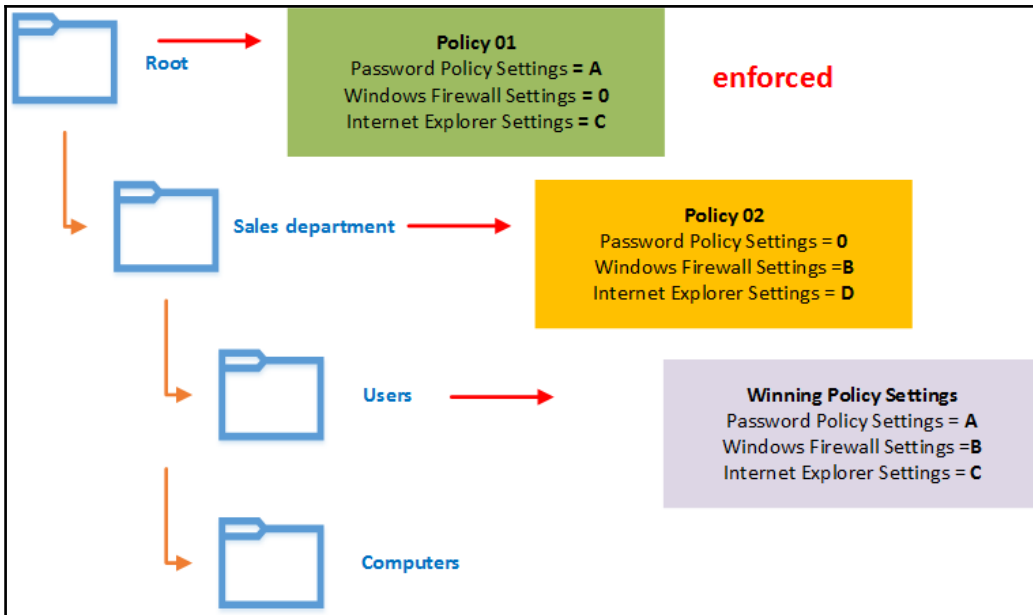 Root
Policy 01
Password Policy Settings = A
Windows Firewall Settings = 0
Internet Explorer Settings = C
enforced
Sales department
Policy 02
Password Policy Settings = 0
Windows Firewall Settings =B
Internet Explorer Settings = D
Users
Winning Policy Settings
Password Policy Settings = A
Windows Firewall Settings =B
Internet Explorer Settings = C
Computers